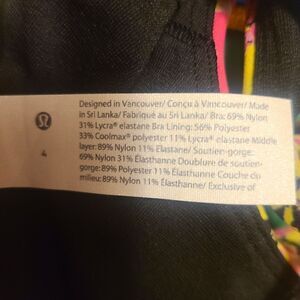 Designed in Vancouver/ Conçu à Vancouver/ Made
in Sri Lanka/ Fabriqué au Sri Lanka/ Bra: 69% Nylon
31% Lycra® elastane Bra Lining: 56% Polyester
33% Coolmax® polyester 11% Lycra® elastane Middle
layer: 89% Nylon 11% Elastane/ Soutien-gorge:
69% Nylon 31% Élasthanne Doublure de soutien-
gorge: 89% Polyester 11% Élasthanne Couche du
milieu: 89% Nylon 11% Élasthanne/ Exclusive of
4